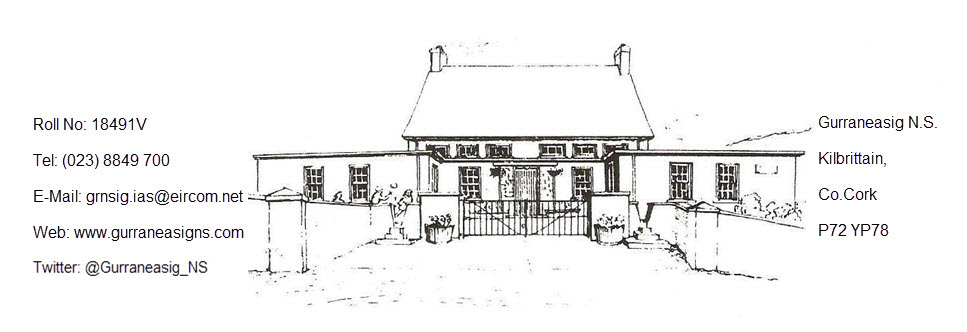 Roll No: 18491V
Tel: (023) 8849 700
E-Mail: grnsig.ias@eircom.net
Web: www.gurraneasigns.com
Twitter: @Gurraneasig_NS
Gurraneasig N.S.
Kilbrittain,
Co.Cork
P72 YP78